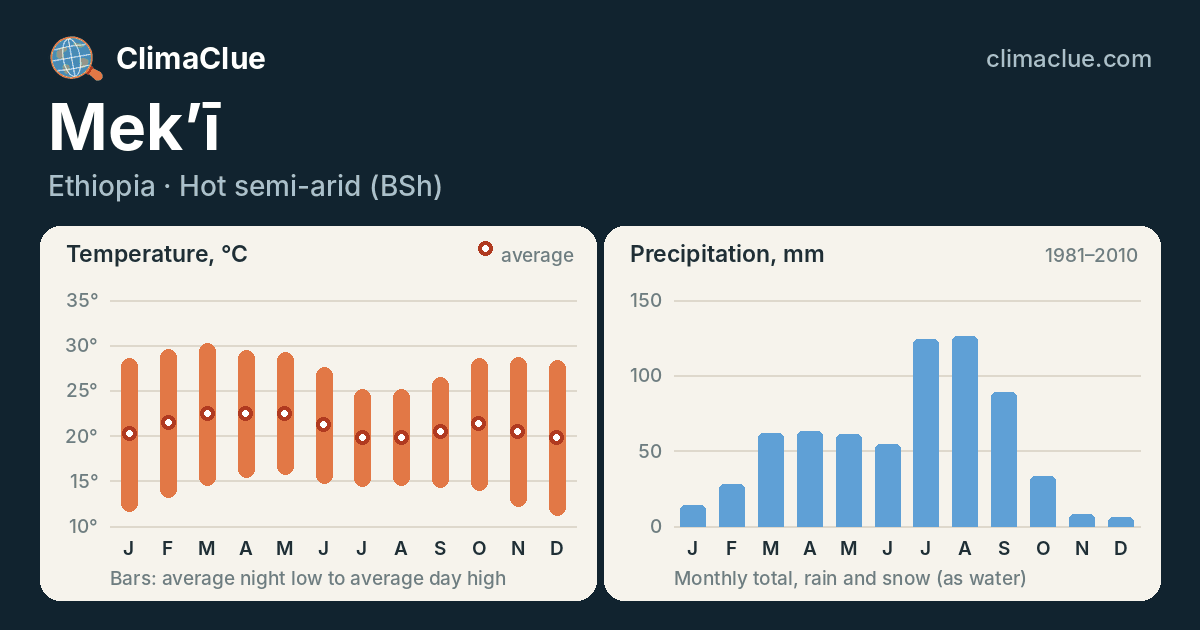 ClimaClue
climaclue.com
Mek’ī
Ethiopia · Hot semi-arid (BSh)
Temperature, °C
average
35°
30°
25°
20°
15°
10°
J F M A M J J A S O N D
Bars: average night low to average day high
Precipitation, mm
1981–2010
150
100
50
0
J F M A M J J A S O N D
Monthly total, rain and snow (as water)